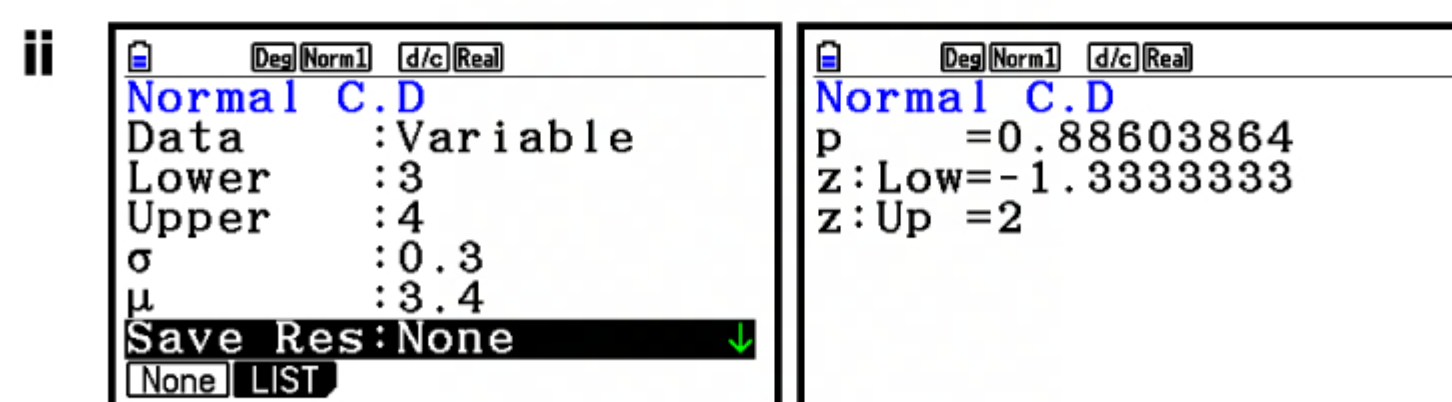 ii
Deg Norm1 d/c Real
Normal C.D
Data :Variable
Lower :3
Upper :4
σ :0.3
μ :3.4
Save Res:None ↓
None LIST
Deg Norm1 d/c Real
Normal C.D
p =0.88603864
z:Low=-1.3333333
z:Up =2